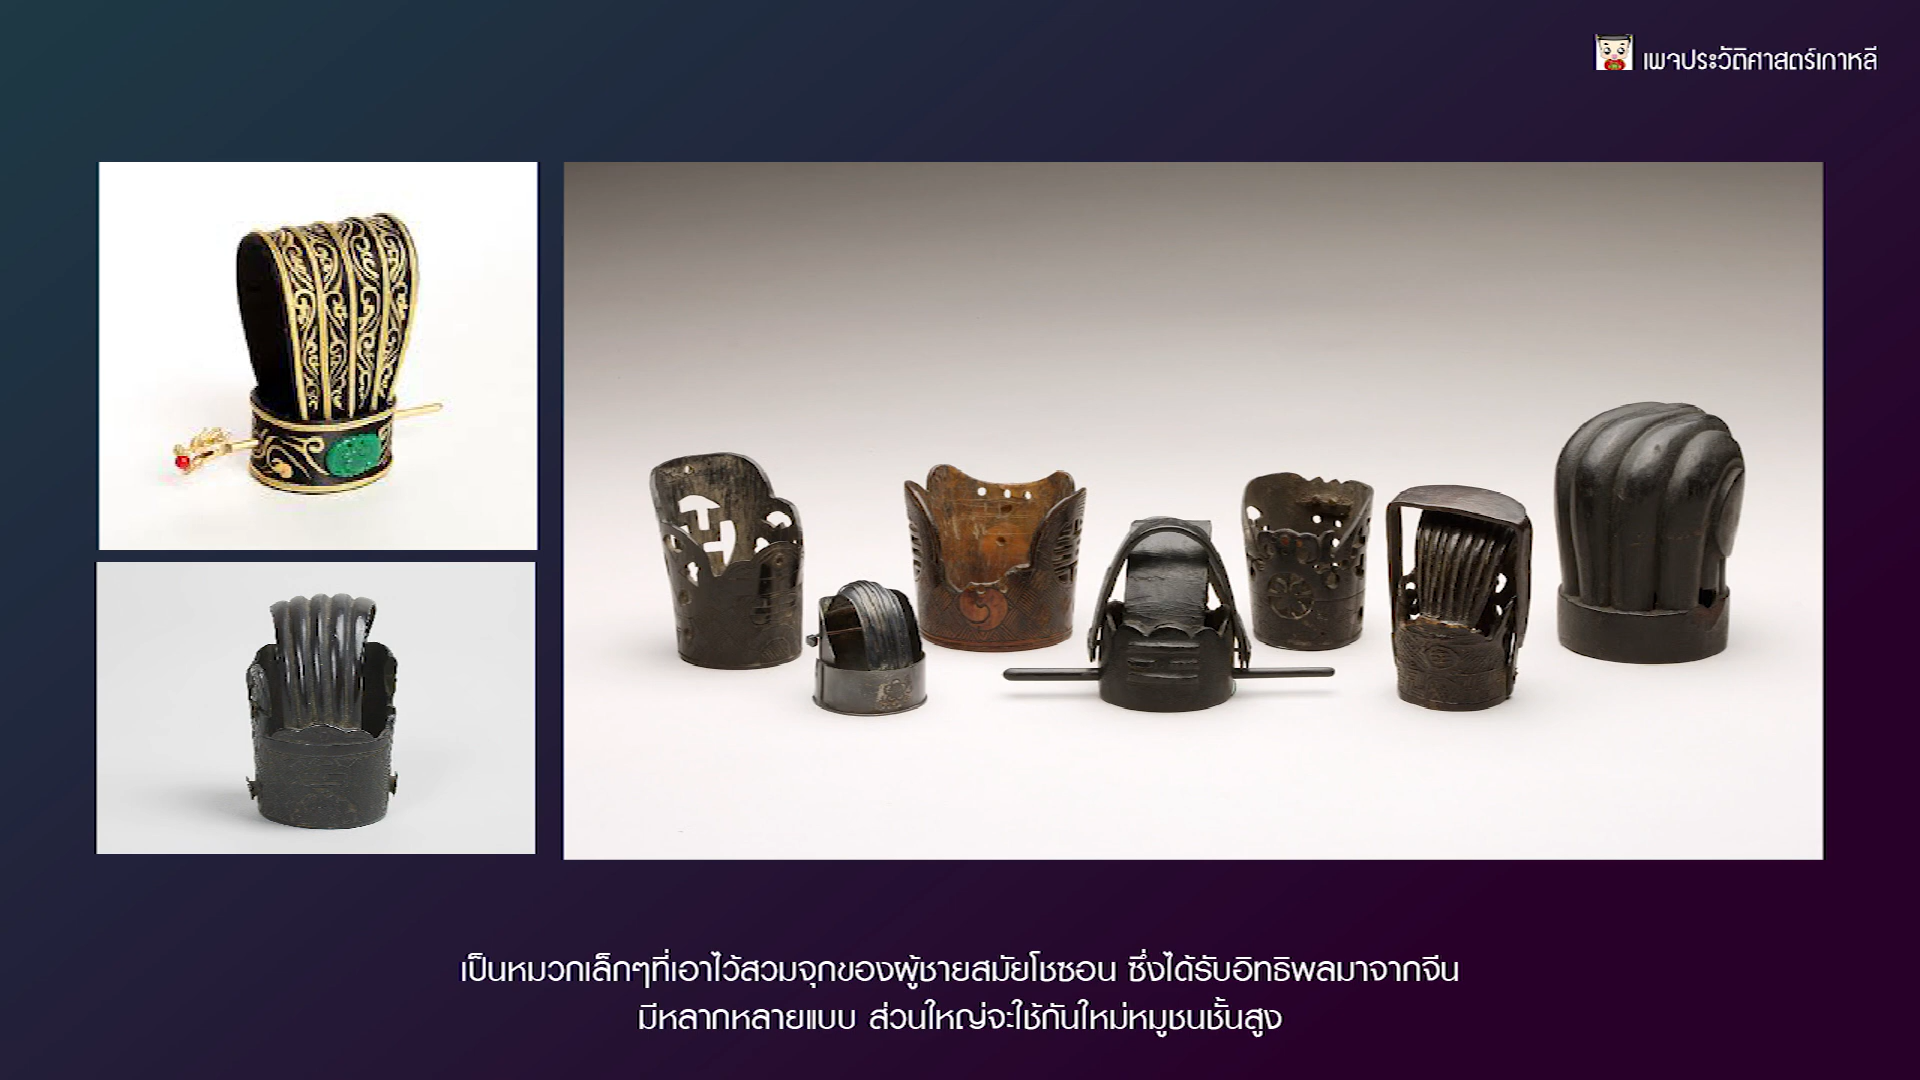 เพจประวัติศาสตร์เกาหลี
เป็นหมวกเล็กๆที่เอาไว้สวมจุกของผู้ชายสมัยโชซอน ซึ่งได้รับอิทธิพลมาจากจีน
มีหลากหลายแบบ ส่วนใหญ่จะใช้กันใหม่หมูชนชั้นสูง